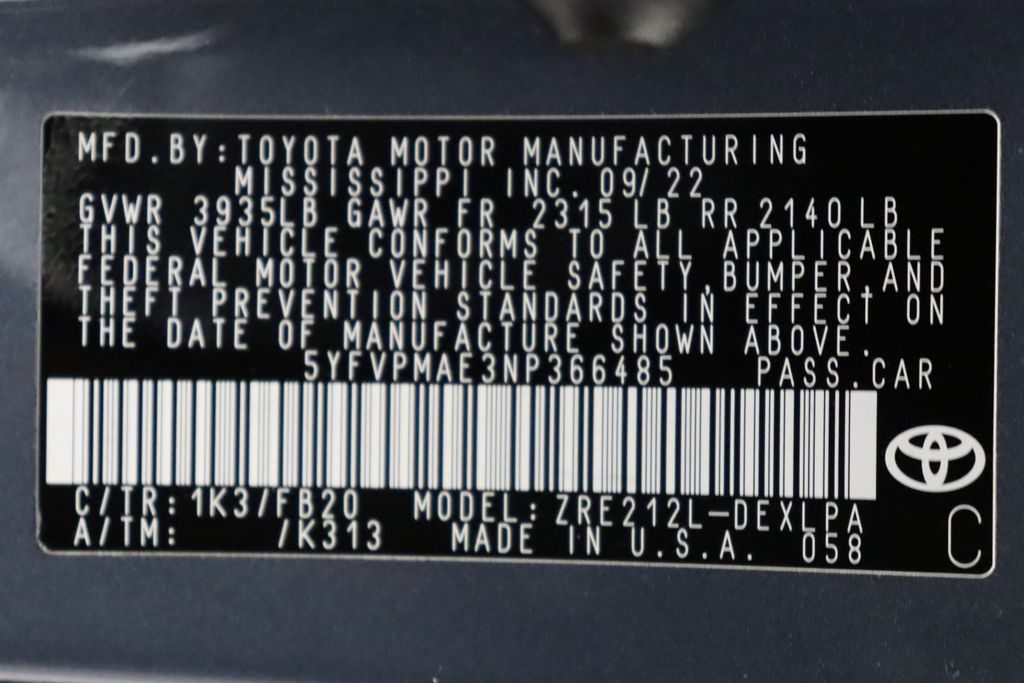 MFD.BY:TOYOTA MOTOR MANUFACTURING
MISSISSIPPI INC. 09/22
GVWR 3935LB GAWR FR 2315LB RR 2140LB
THIS VEHICLE CONFORMS TO ALL APPLICABLE
FEDERAL MOTOR VEHICLE SAFETY,BUMPER,AND
THEFT PREVENTION STANDARDS IN EFFECT ON
THE DATE OF MANUFACTURE SHOWN ABOVE.
5YFVPMAE3NP366485 PASS.CAR
C/TR:1K3/FB20 MODEL:ZRE212L-DEXLPA
A/TM: /K313 MADE IN U.S.A. 058
C